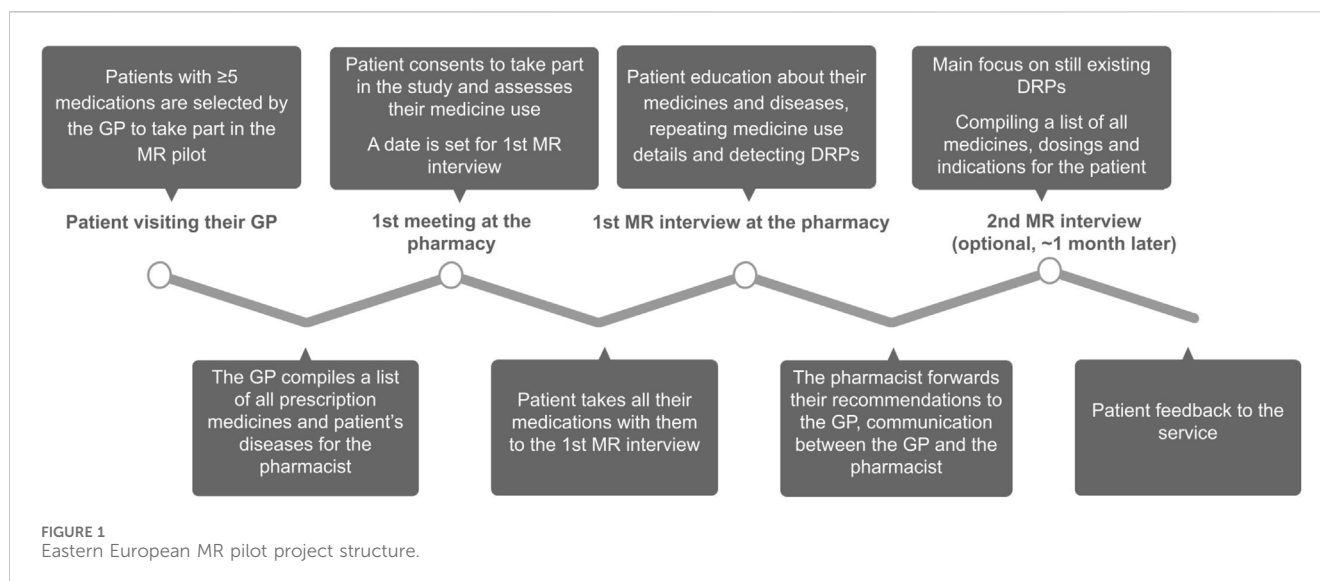 Patients with ≥5
medications are selected by
the GP to take part in the
MR pilot
Patient consents to take part
in the study and assesses
their medicine use
A date is set for 1st MR
interview
Patient education about their
medicines and diseases,
repeating medicine use
details and detecting DRPs
Main focus on still existing
DRPs
Compiling a list of all
medicines, dosings and
indications for the patient
Patient visiting their GP
1st meeting at the
pharmacy
1st MR interview at the pharmacy
2nd MR interview
(optional, ~1 month later)
The GP compiles a list
of all prescription
medicines and patient's
diseases for the
pharmacist
Patient takes all their
medications with them
to the 1st MR interview
The pharmacist forwards
their recommendations to
the GP, communication
between the GP and the
pharmacist
Patient feedback to the
service
FIGURE 1
Eastern European MR pilot project structure.